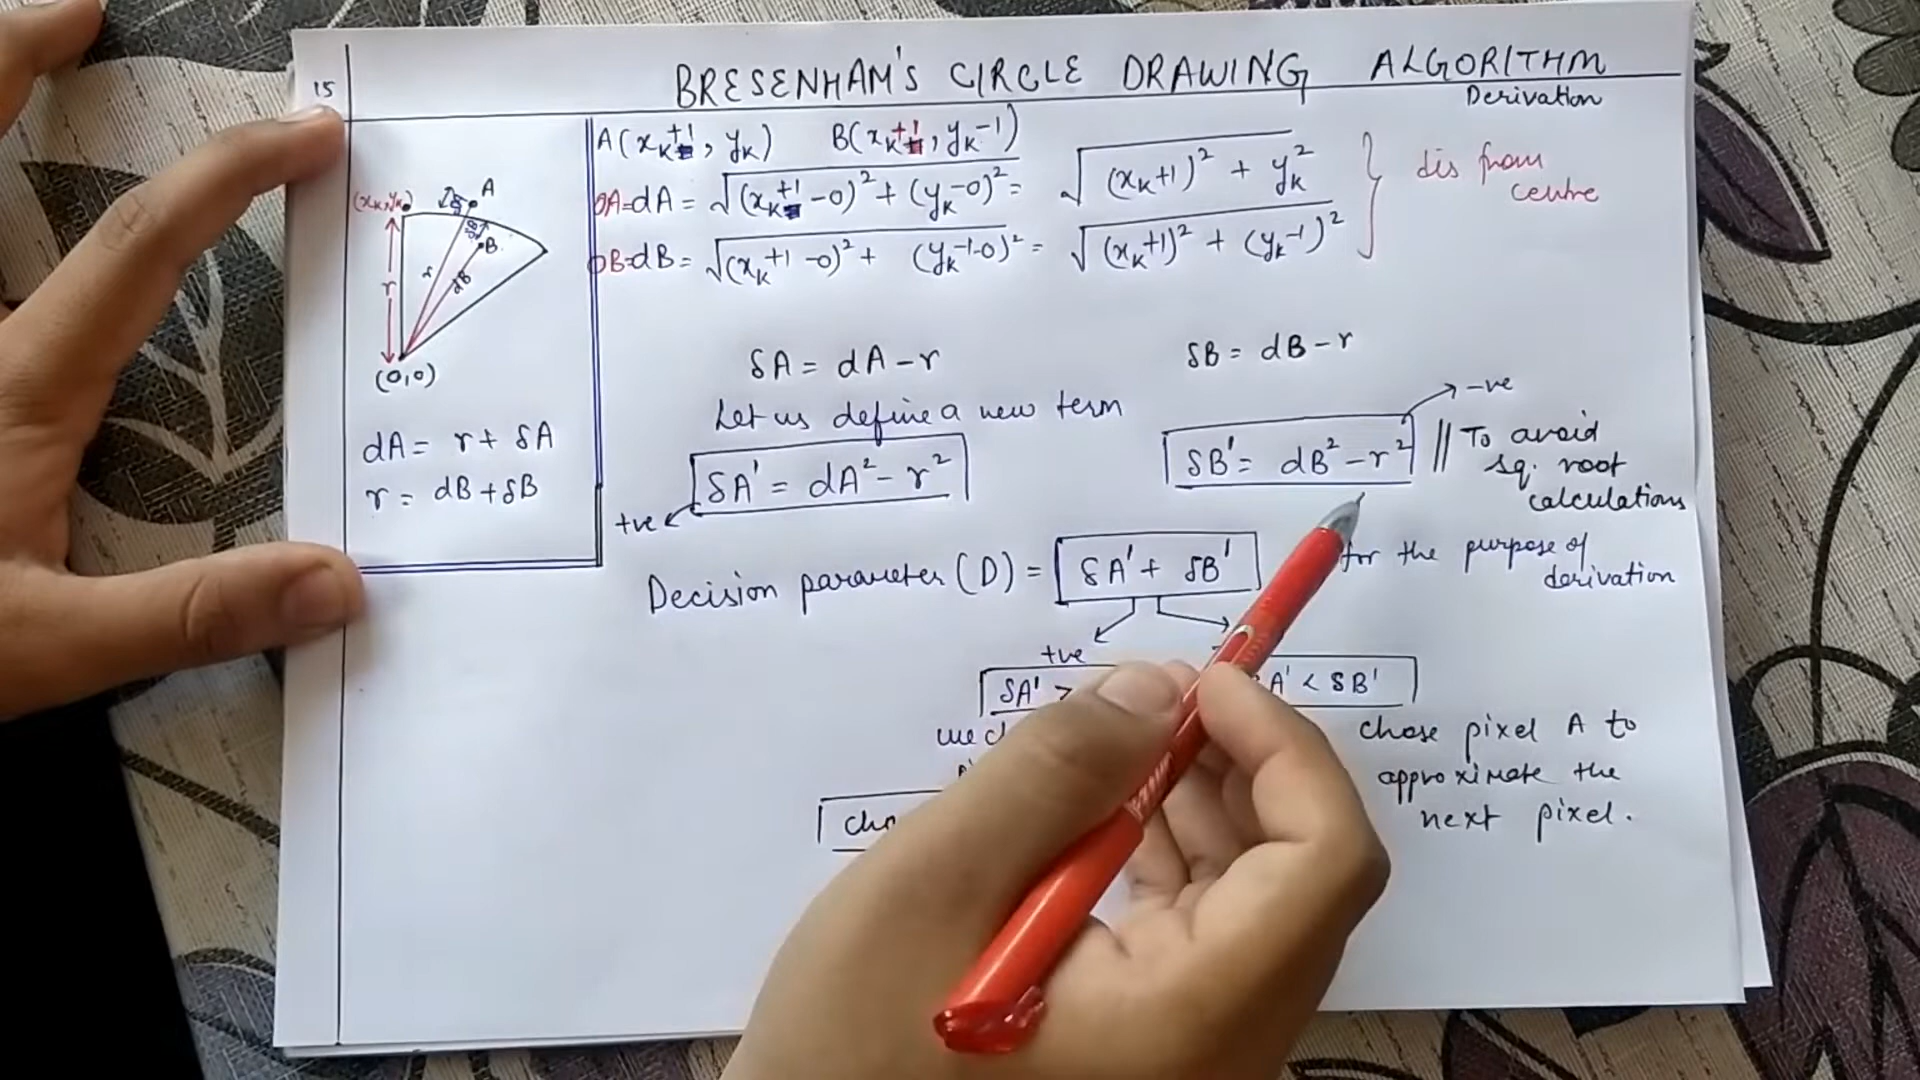 15
BRESENHAM'S CIRCLE DRAWING ALGORITHM
Derivation
A(xₖ+1, yₖ) B(xₖ+1, yₖ-1)
OA=dA = √(xₖ+1 -0)² + (yₖ-0)² = √(xₖ+1)² + yₖ²
OB=dB = √(xₖ+1 -0)² + (yₖ-1-0)² = √(xₖ+1)² + (yₖ-1)²
dis from
centre
(xₖ,yₖ)
A
B
r
r
dB
(0,0)
dA = r + δA
r = dB + δB
δA = dA - r
δB = dB - r
Let us define a new term
δA' = dA² - r²
+ve
δB' = dB² - r²
-ve
// To avoid
sq. root
calculations
Decision parameter (D) = δA' + δB'
for the purpose of
derivation
+ve
δA' >
A' < δB'
we c
chose pixel A to
approximate the
next pixel.